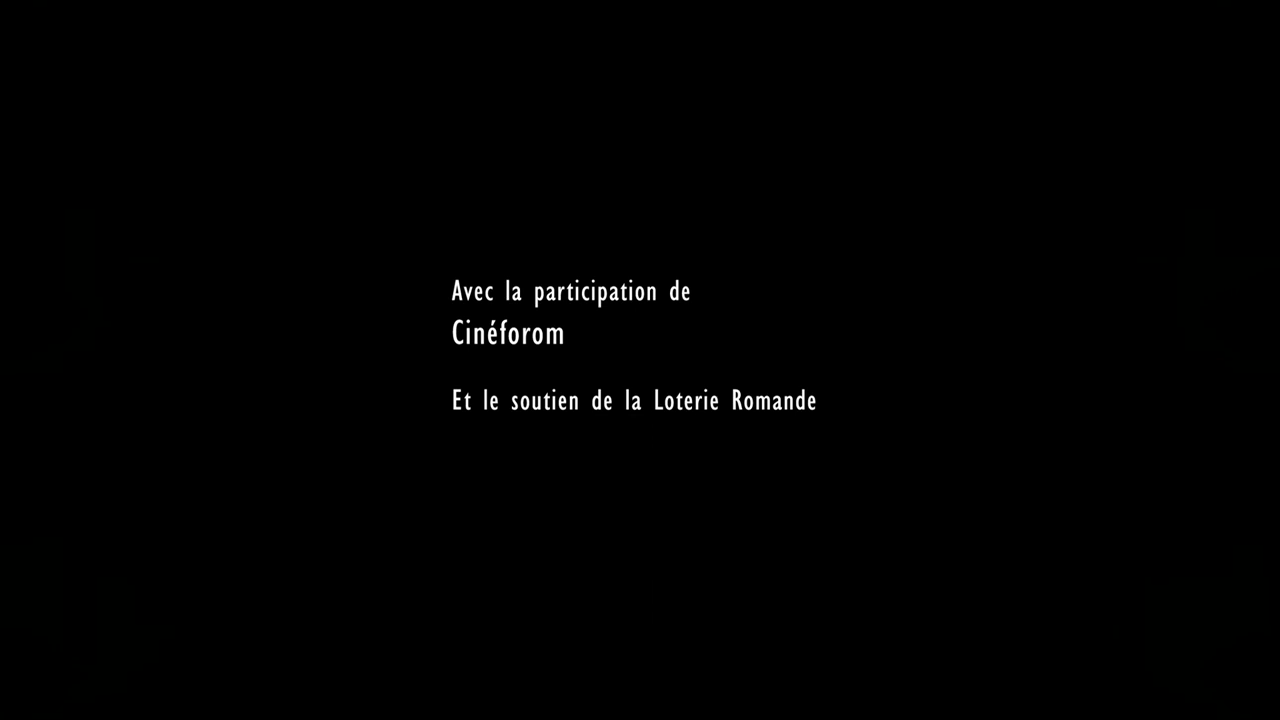 Avec la participation de
Cinéforom
Et le soutien de la Loterie Romande